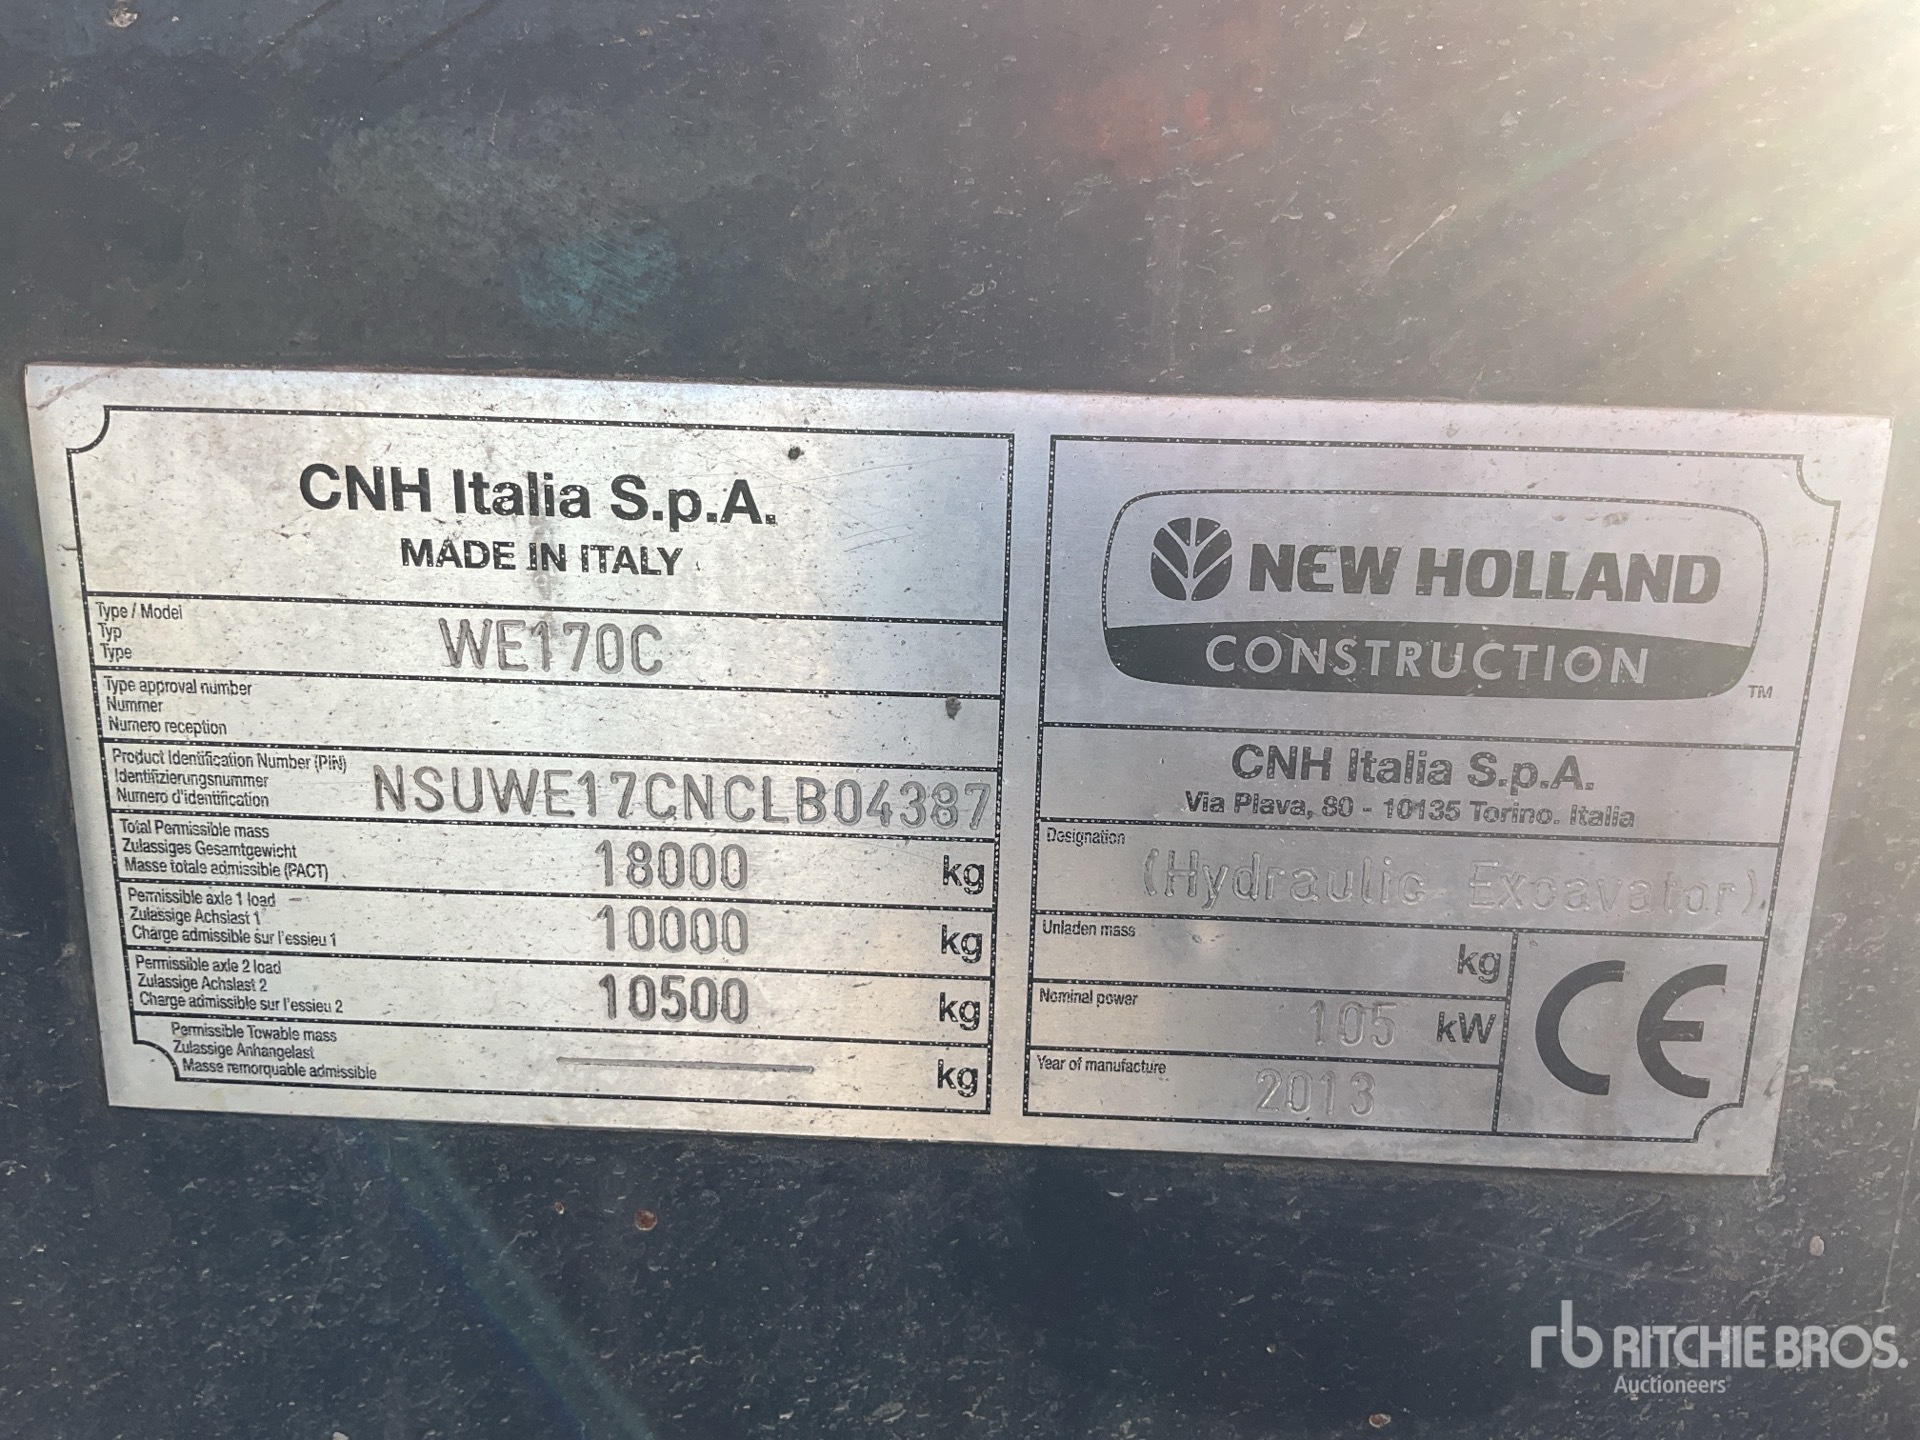 CNH Italia S.p.A.
MADE IN ITALY
Type / Model
Typ
Type
WE170C
Type approval number
Nummer
Numero reception
Product Identification Number (PIN)
Identifizierungsnummer
Numero d'identification
NSUWE17CNCLB04387
Total Permissible mass
Zulassiges Gesamtgewicht
Masse totale admissible (PACT)
18000 kg
Permissible axle 1 load
Zulassige Achslast 1
Charge admissible sur l'essieu 1
10000 kg
Permissible axle 2 load
Zulassige Achslast 2
Charge admissible sur l'essieu 2
10500 kg
Permissible Towable mass
Zulassige Anhangelast
Masse remorquable admissible
kg
NEW HOLLAND
CONSTRUCTION
TM
CNH Italia S.p.A.
Via Plava, 80 - 10135 Torino. Italia
Designation
(Hydraulic Excavator)
Unladen mass
kg
Nominal power
105 kW
Year of manufacture
2013
CE
rb RITCHIE BROS.
Auctioneers